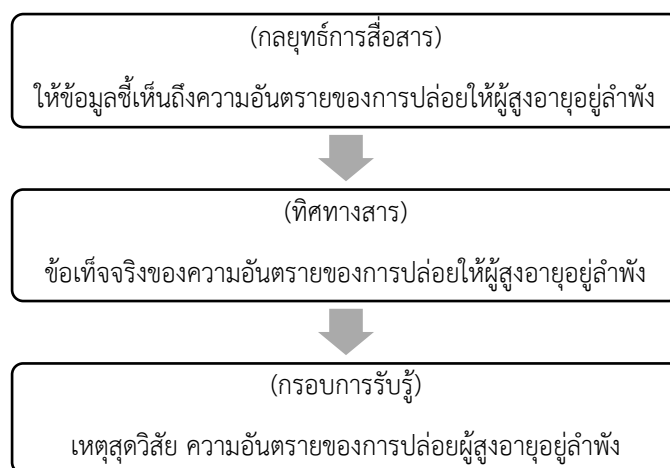 (กลยุทธ์การสื่อสาร)
ให้ข้อมูลชี้เห็นถึงความอันตรายของการปล่อยให้ผู้สูงอายุอยู่ลำพัง
(ทิศทางสาร)
ข้อเท็จจริงของความอันตรายของการปล่อยให้ผู้สูงอายุอยู่ลำพัง
(กรอบการรับรู้)
เหตุสุดวิสัย ความอันตรายของการปล่อยผู้สูงอายุอยู่ลำพัง